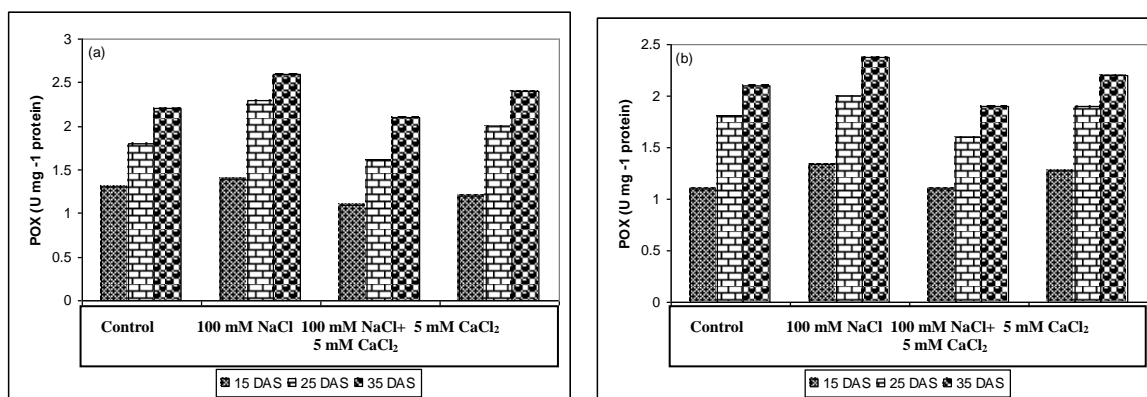 (a)
POX (U mg -1 protein)
3
2.5
2
1.5
1
0.5
0
Control 100 mM NaCl 100 mM NaCl+ 5 mM CaCl₂
5 mM CaCl₂
15 DAS 25 DAS 35 DAS
(b)
POX (U mg -1 protein)
2.5
2
1.5
1
0.5
0
Control 100 mM NaCl 100 mM NaCl+ 5 mM CaCl₂
5 mM CaCl₂
15 DAS 25 DAS 35 DAS